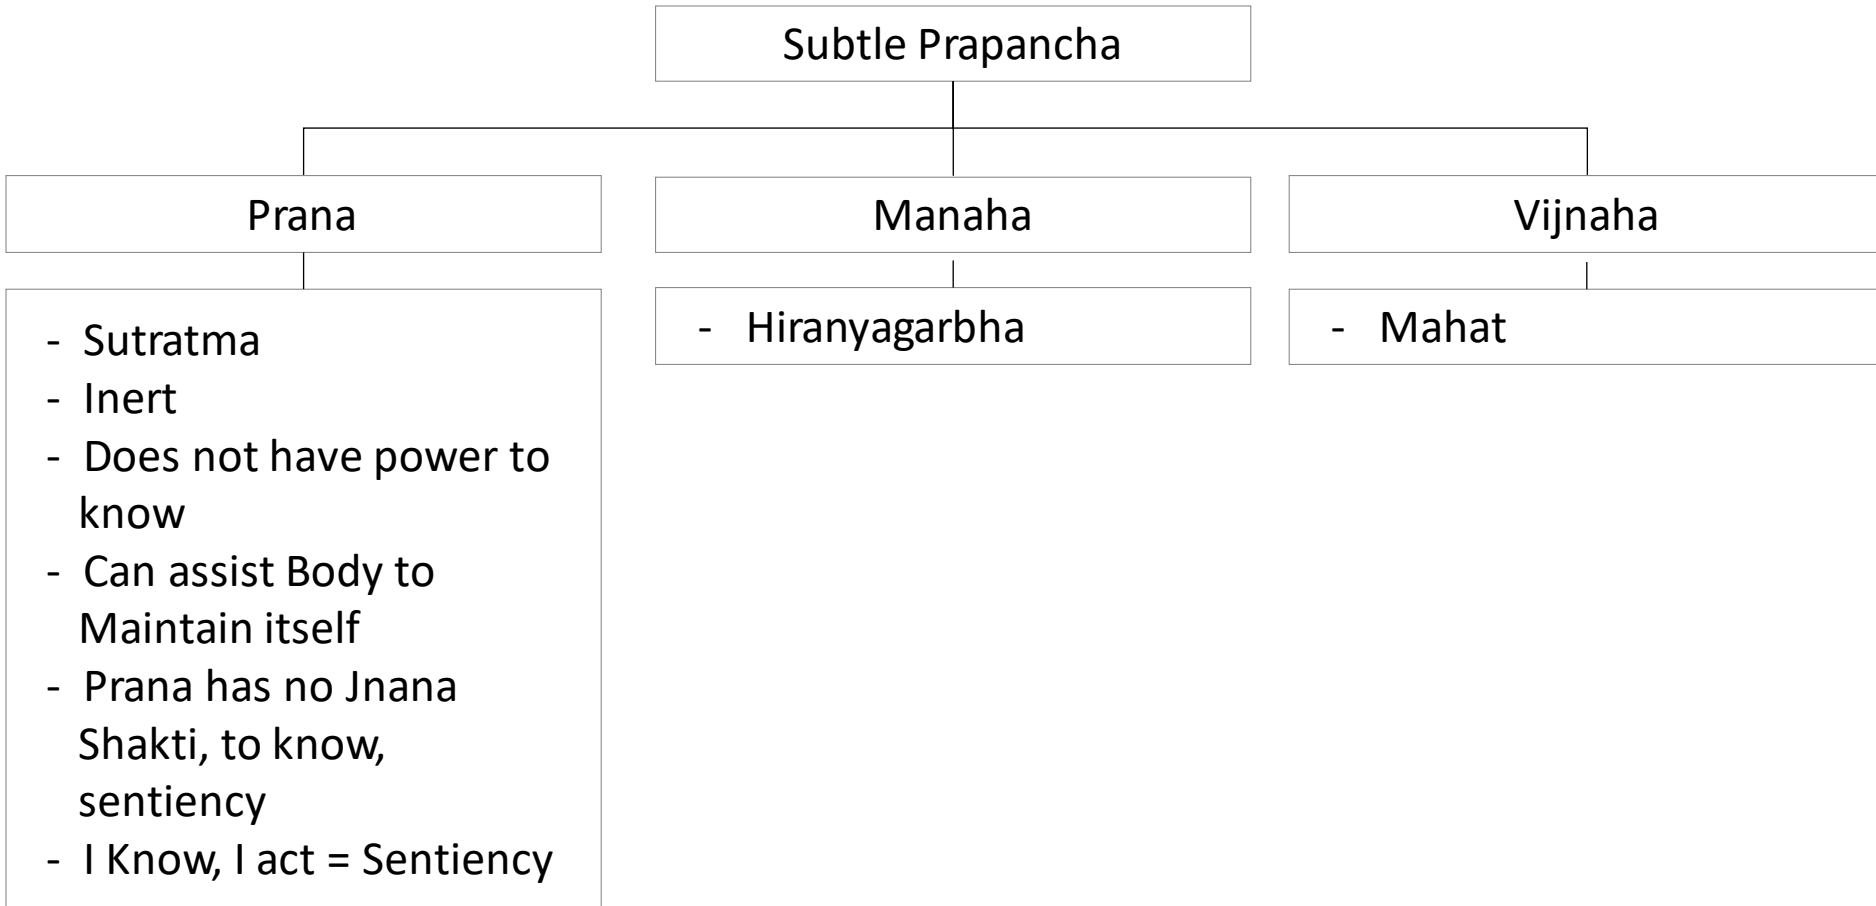 Subtle Prapancha
Prana
Manaha
Vijnaha
- Sutratma
- Inert
- Does not have power to
know
- Can assist Body to
Maintain itself
- Prana has no Jnana
Shakti, to know,
sentiency
- I Know, I act = Sentiency
- Hiranyagarbha
- Mahat